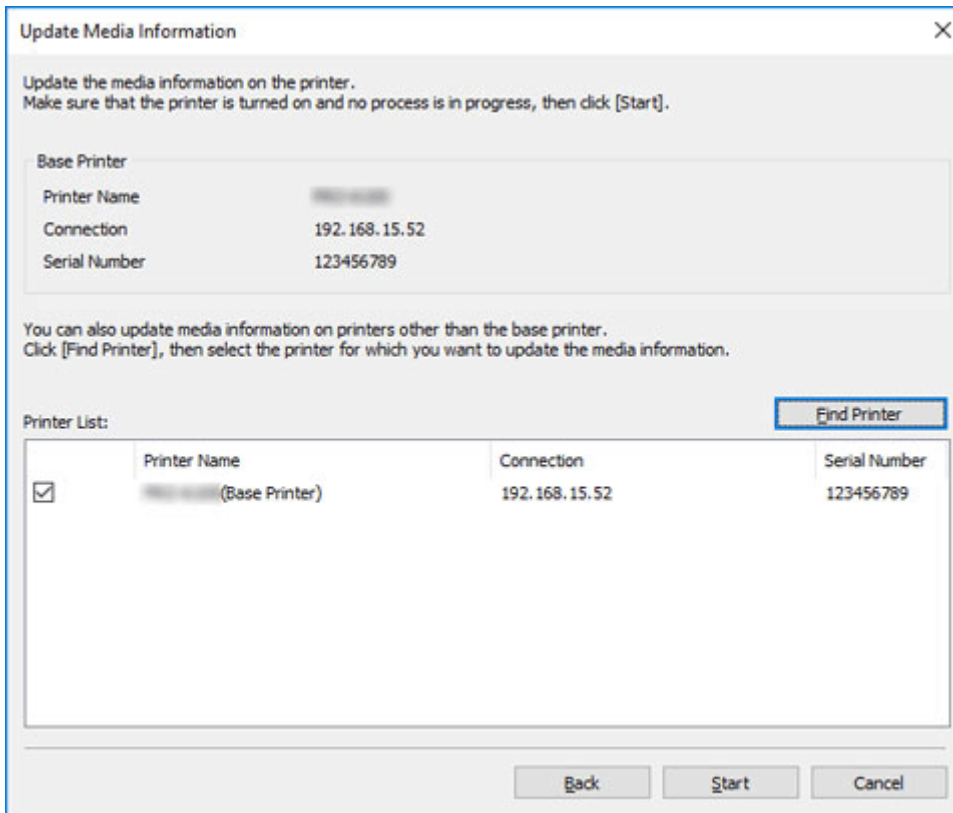 Update Media Information
Update the media information on the printer.
Make sure that the printer is turned on and no process is in progress, then click [Start].
Base Printer
Printer Name
Connection 192.168.15.52
Serial Number 123456789
You can also update media information on printers other than the base printer.
Click [Find Printer], then select the printer for which you want to update the media information.
Find Printer
Printer List:
Printer Name Connection Serial Number
(Base Printer) 192.168.15.52 123456789
Back Start Cancel